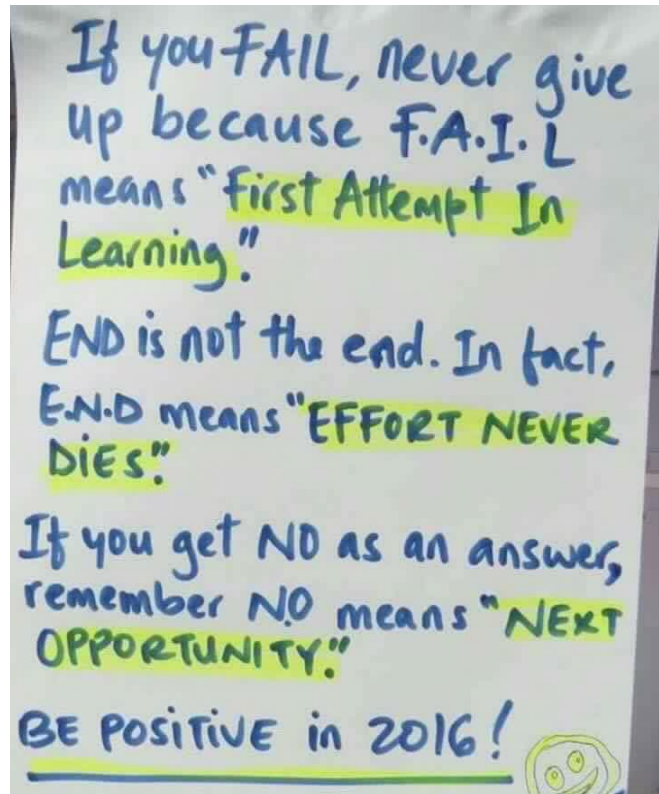 If you FAIL, never give
up because F.A.I.L
means "First Attempt In
Learning."
END is not the end. In fact,
E.N.D means "EFFORT NEVER
DIES."
If you get NO as an answer,
remember N.O means "NEXT
OPPORTUNITY."
BE POSITIVE in 2016!